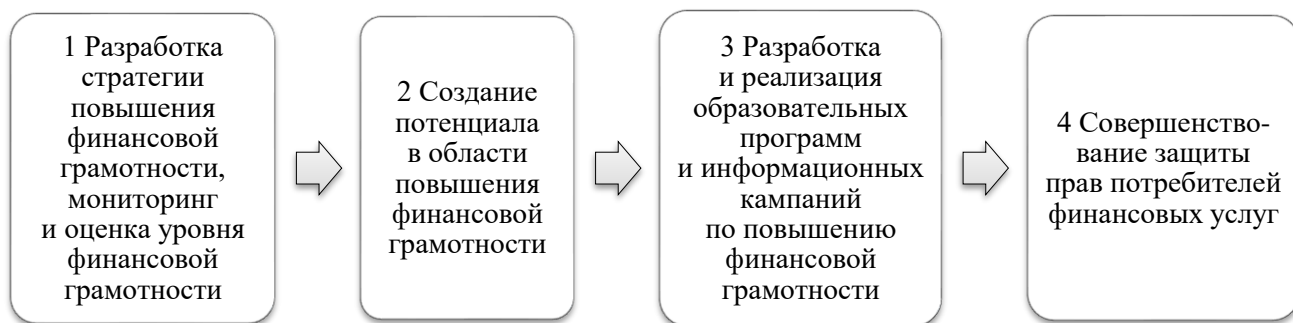 1 Разработка
стратегии
повышения
финансовой
грамотности,
мониторинг
и оценка уровня
финансовой
грамотности
2 Создание
потенциала
в области
повышения
финансовой
грамотности
3 Разработка
и реализация
образовательных
программ
и информационных
кампаний
по повышению
финансовой
грамотности
4 Совершенство-
вание защиты
прав потребителей
финансовых услуг